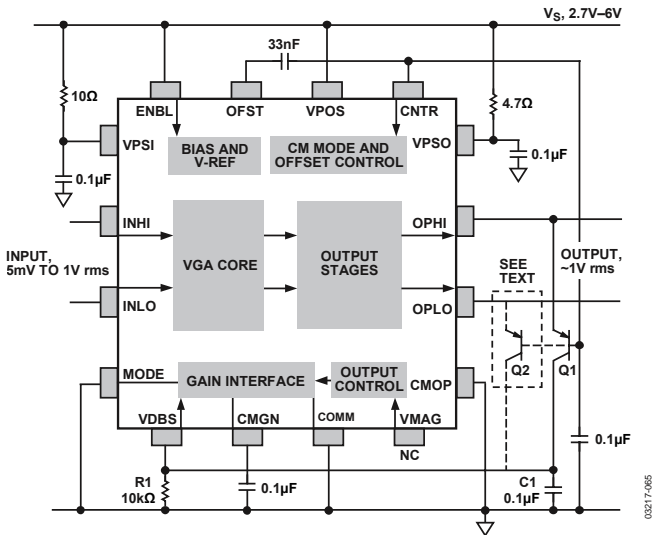 VS, 2.7V–6V
33nF
10Ω
4.7Ω
ENBL
OFST
VPOS
CNTR
VPSI
BIAS AND
V-REF
CM MODE AND
OFFSET CONTROL
VPSO
0.1µF
0.1µF
INHI
OPHI
INPUT,
5mV TO 1V rms
VGA CORE
OUTPUT
STAGES
SEE
TEXT
OUTPUT,
~1V rms
INLO
OPLO
Q2
Q1
MODE
GAIN INTERFACE
OUTPUT
CONTROL
CMOP
VDBS
CMGN
COMM
VMAG
NC
0.1µF
R1
10kΩ
0.1µF
C1
0.1µF
03217-065